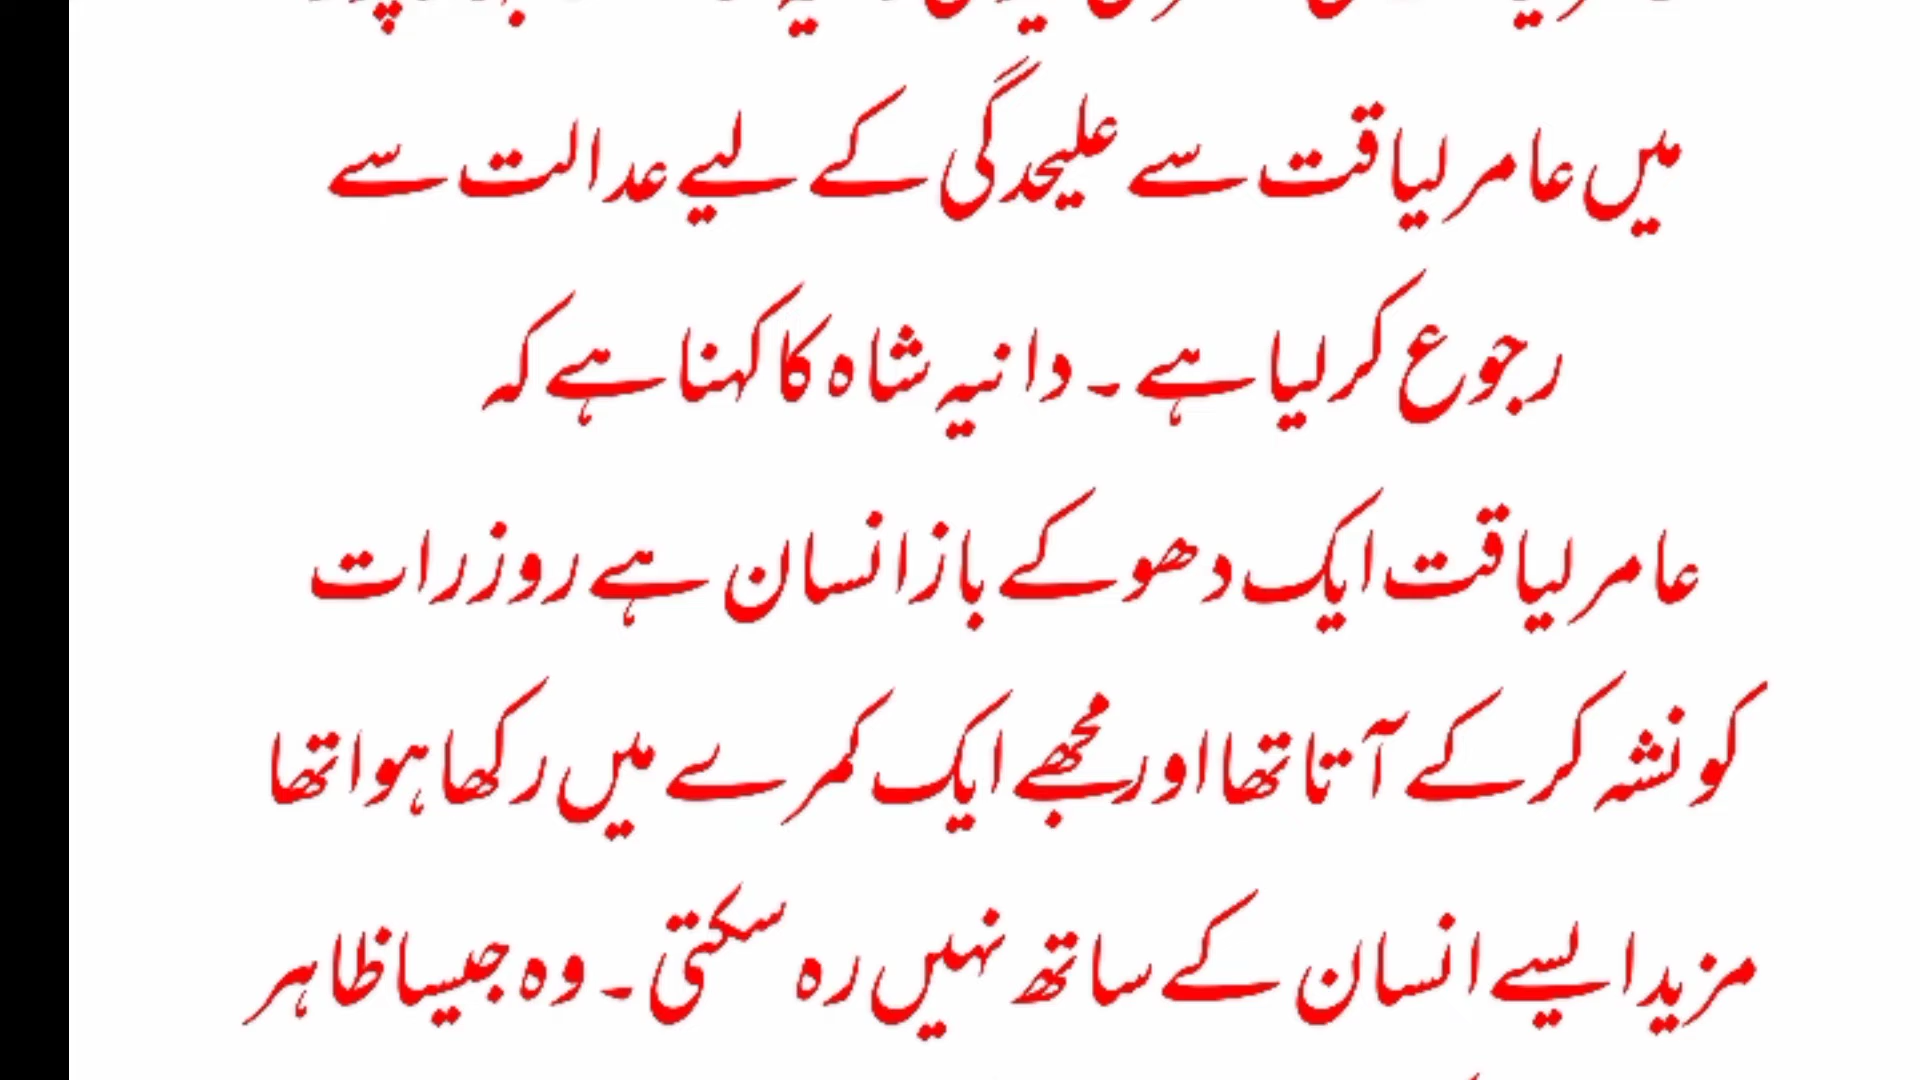 میں عامر لیاقت سے علیحدگی کے لیے عدالت سے
رجوع کر لیا ہے ۔ دانیہ شاہ کا کہنا ہے کہ
عامر لیاقت ایک دھوکے باز انسان ہے روز رات
کو نشہ کر کے آتا تھا اور مجھے ایک کمرے میں رکھا ہوا تھا
مزید ایسے انسان کے ساتھ نہیں رہ سکتی ۔ وہ جیسا ظاہر